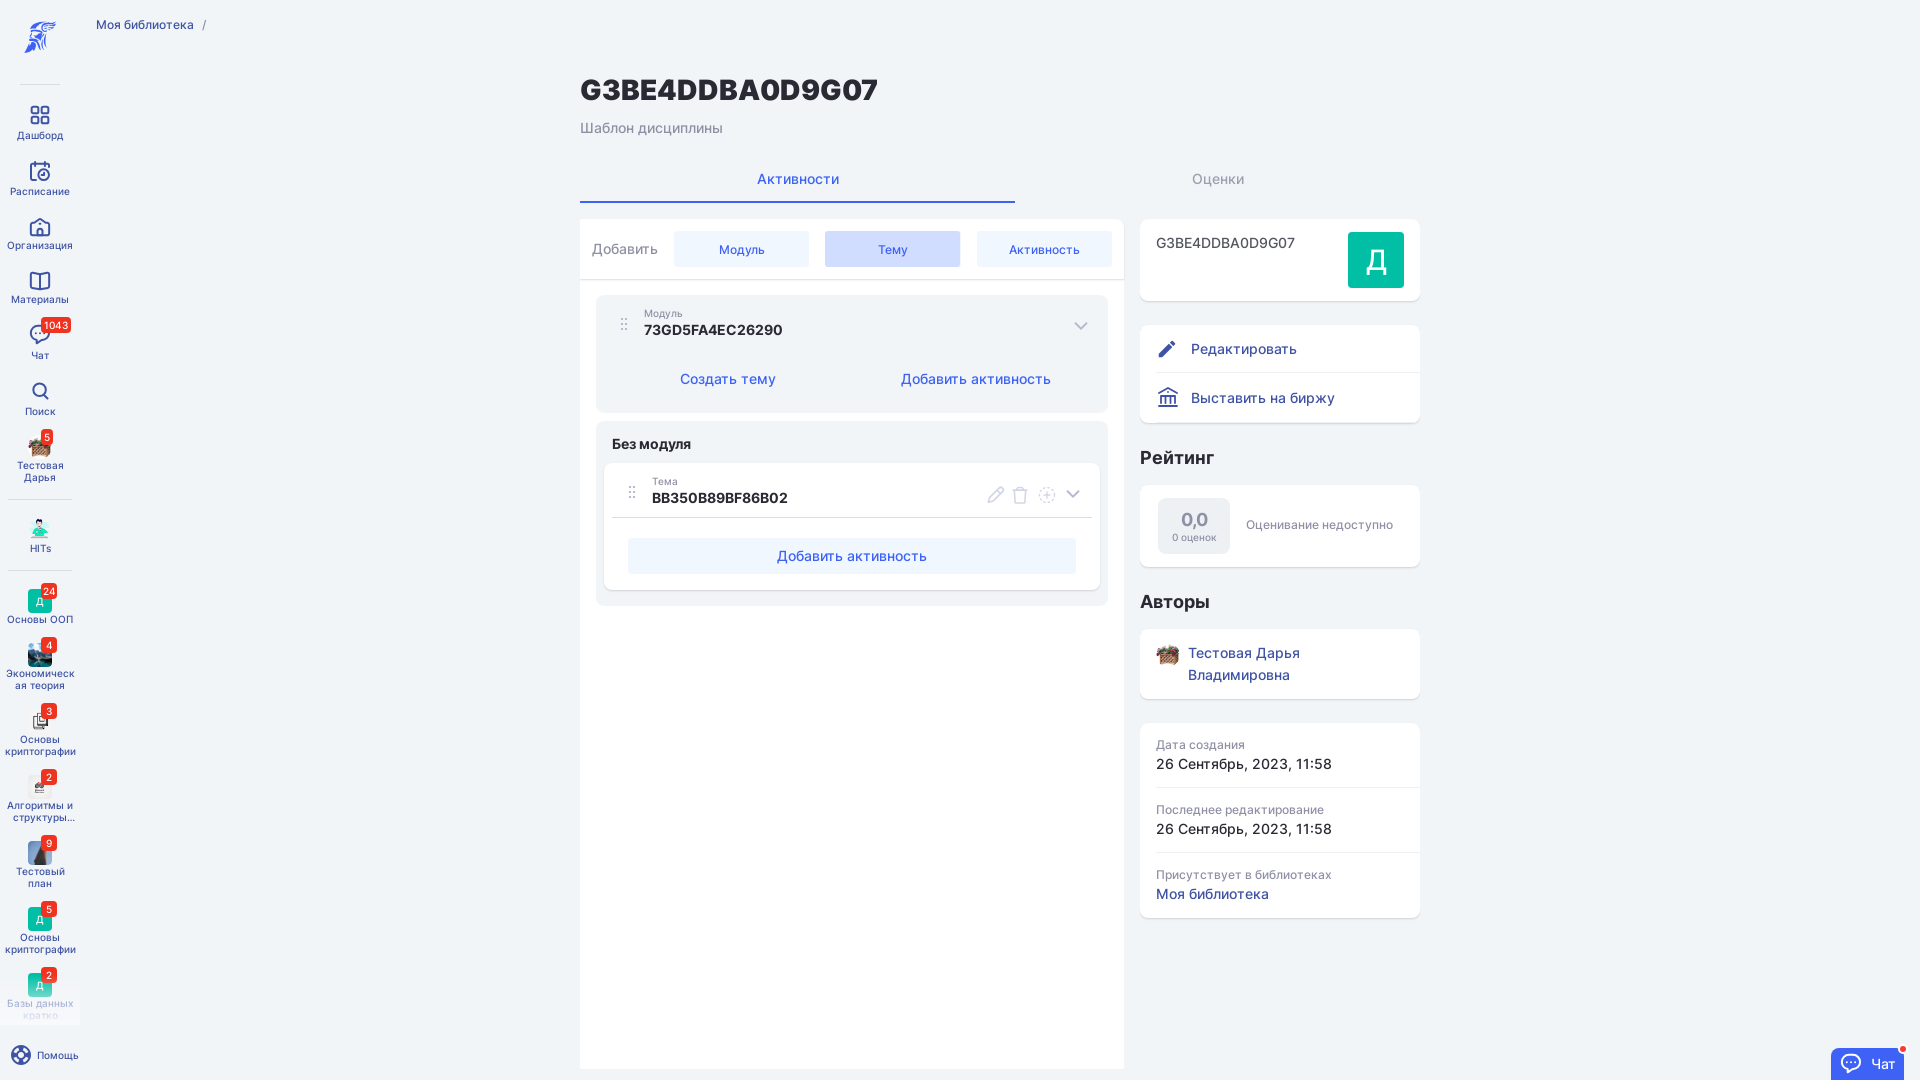 Моя библиотека /
G3BE4DDBA0D9G07
Шаблон дисциплины
Активности
Оценки
Добавить
Модуль
Тему
Активность
Модуль
73GD5FA4EC26290
Создать тему
Добавить активность
Без модуля
Тема
BB350B89BF86B02
Добавить активность
G3BE4DDBA0D9G07
Д
Редактировать
Выставить на биржу
Рейтинг
0,0
0 оценок
Оценивание недоступно
Авторы
Тестовая Дарья
Владимировна
Дата создания
26 Сентябрь, 2023, 11:58
Последнее редактирование
26 Сентябрь, 2023, 11:58
Присутствует в библиотеках
Моя библиотека
Дашборд
Расписание
Организация
Материалы
1043
Чат
Поиск
5
Тестовая
Дарья
HITs
24
Д
Основы ООП
4
Экономическ
ая теория
3
Основы
криптографии
2
Алгоритмы и
структуры...
9
Тестовый
план
5
Д
Основы
криптографии
2
Д
Базы данных
кратко
Помощь
Чат